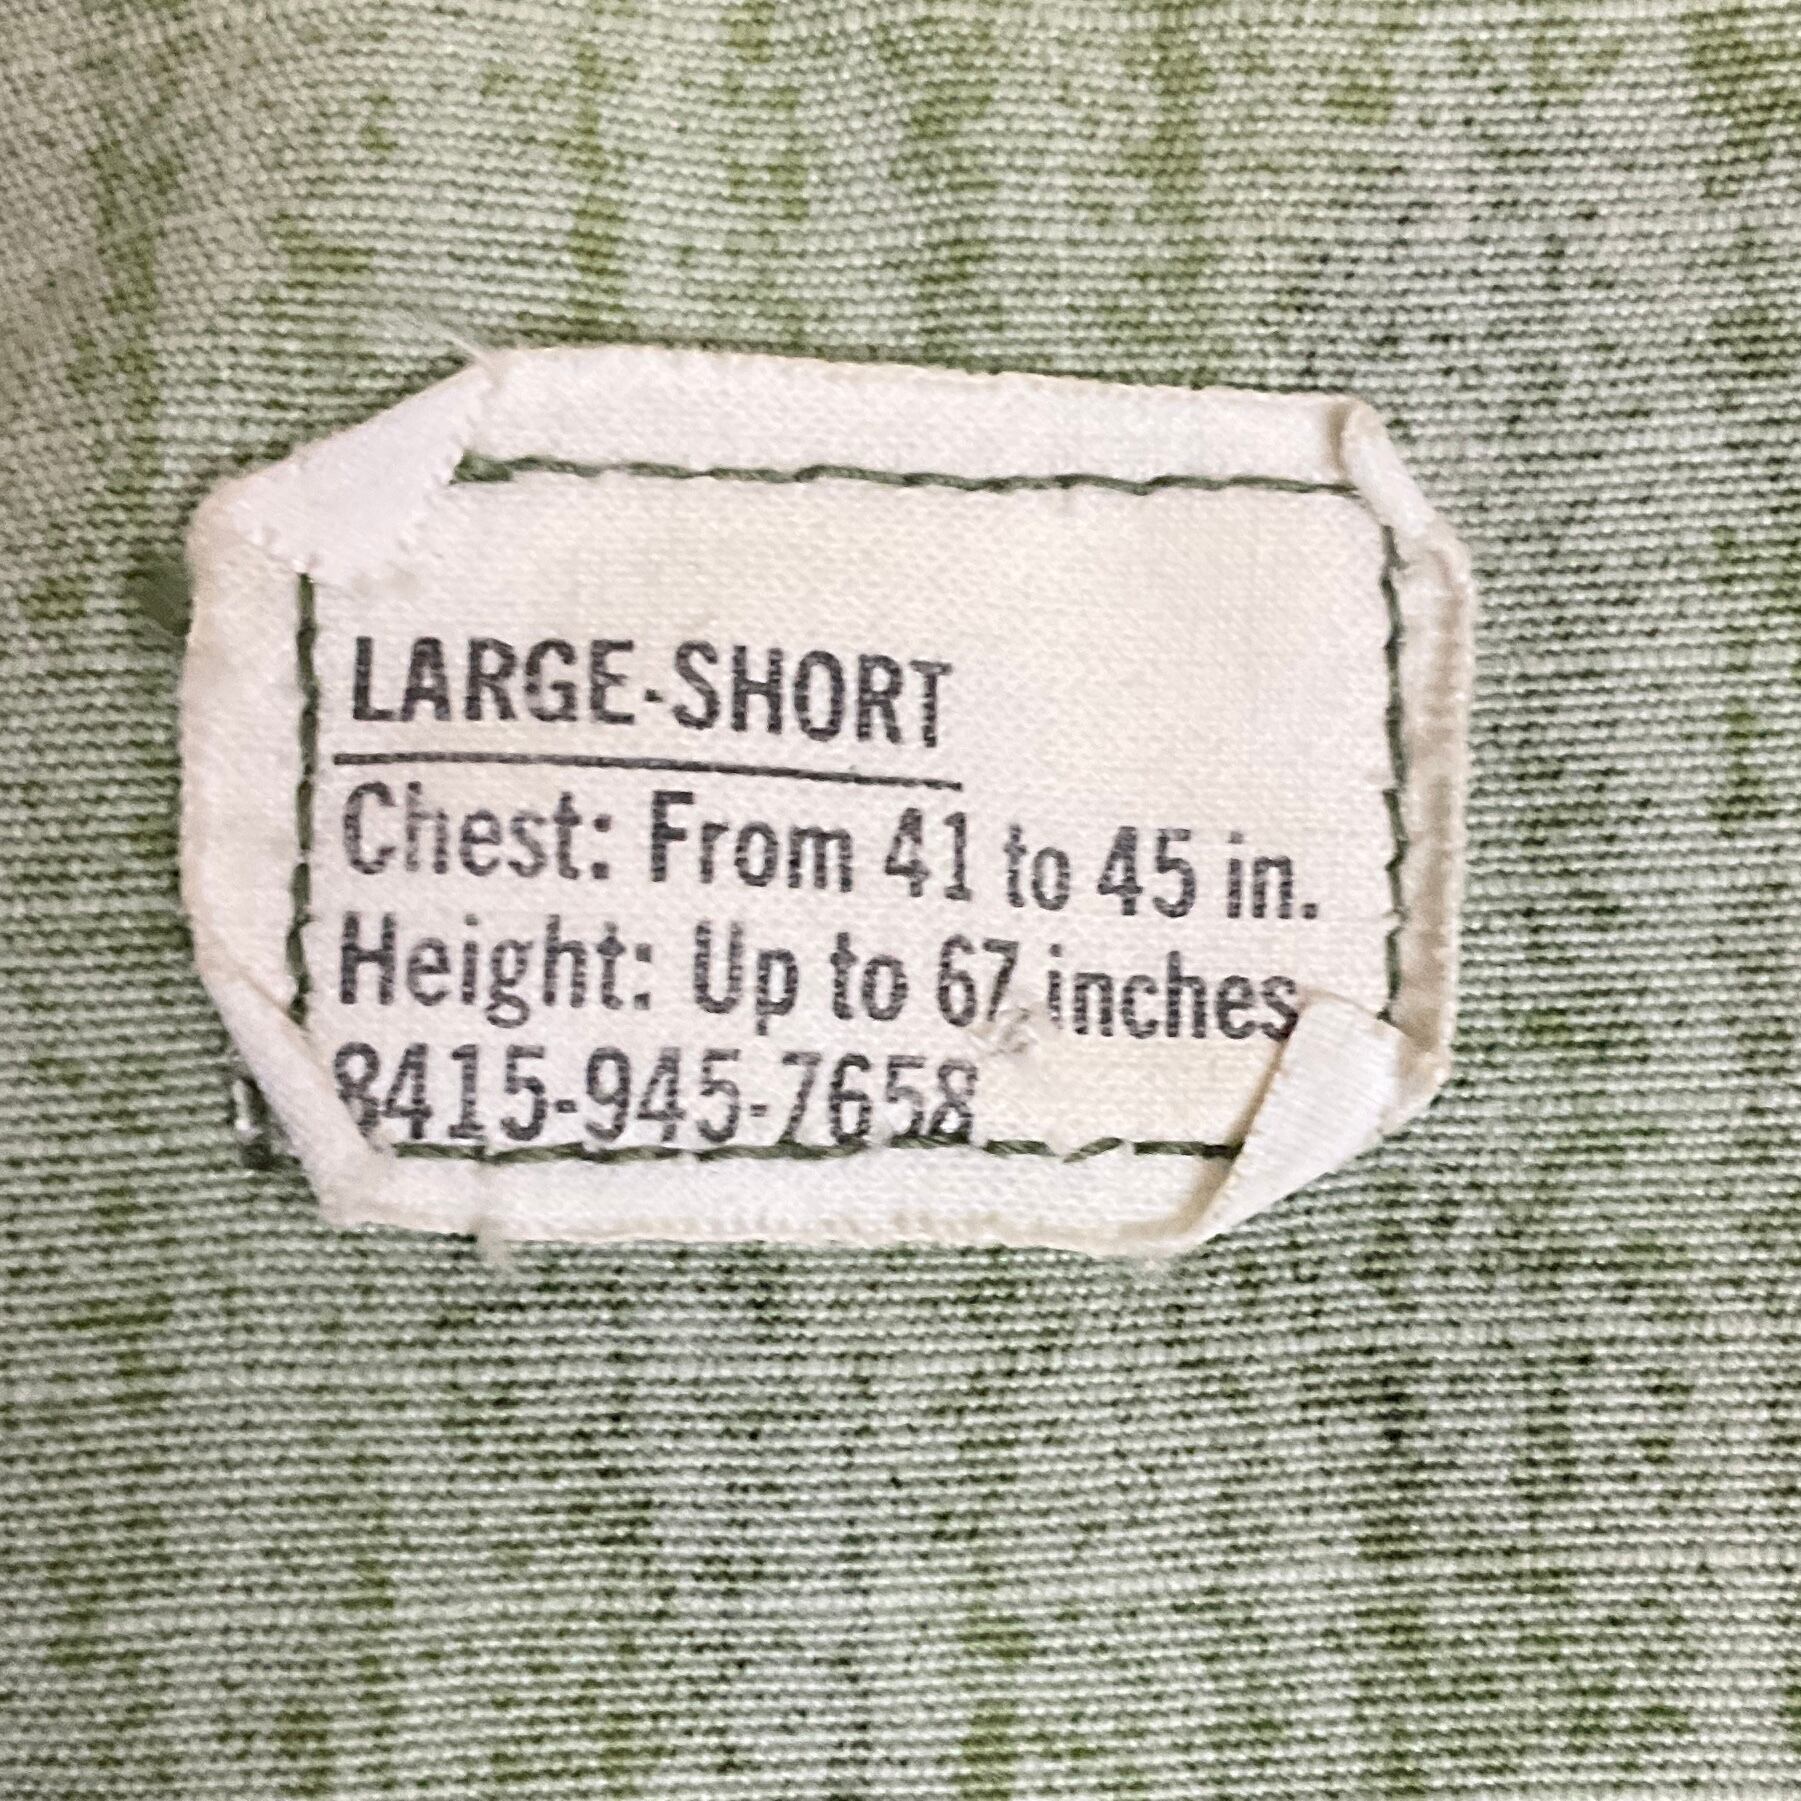 LARGE-SHORT
Chest: From 41 to 45 in.
Height: Up to 67 inches
8415-945-7658